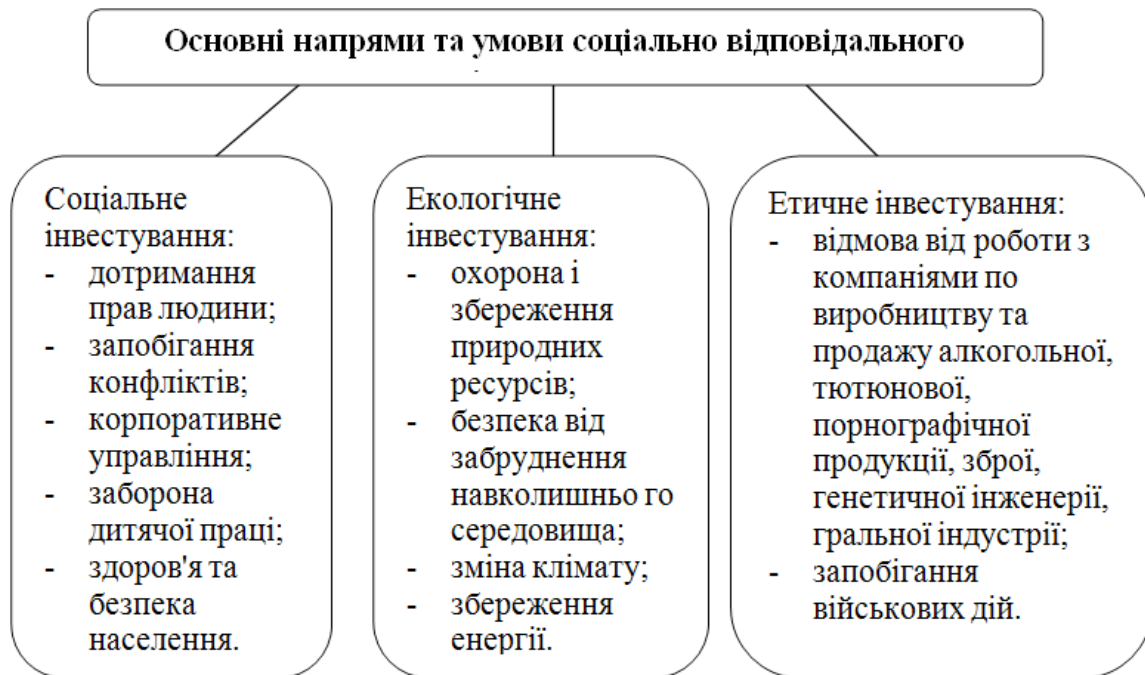 Основні напрями та умови соціально відповідального
Соціальне
інвестування:
- дотримання
прав людини;
- запобігання
конфліктів;
- корпоративне
управління;
- заборона
дитячої праці;
- здоров'я та
безпека
населення.
Екологічне
інвестування:
- охорона і
збереження
природних
ресурсів;
- безпека від
забруднення
навколишньо го
середовища;
- зміна клімату;
- збереження
енергії.
Етичне інвестування:
- відмова від роботи з
компаніями по
виробництву та
продажу алкогольної,
тютюнової,
порнографічної
продукції, зброї,
генетичної інженерії,
гральної індустрії;
- запобігання
військових дій.